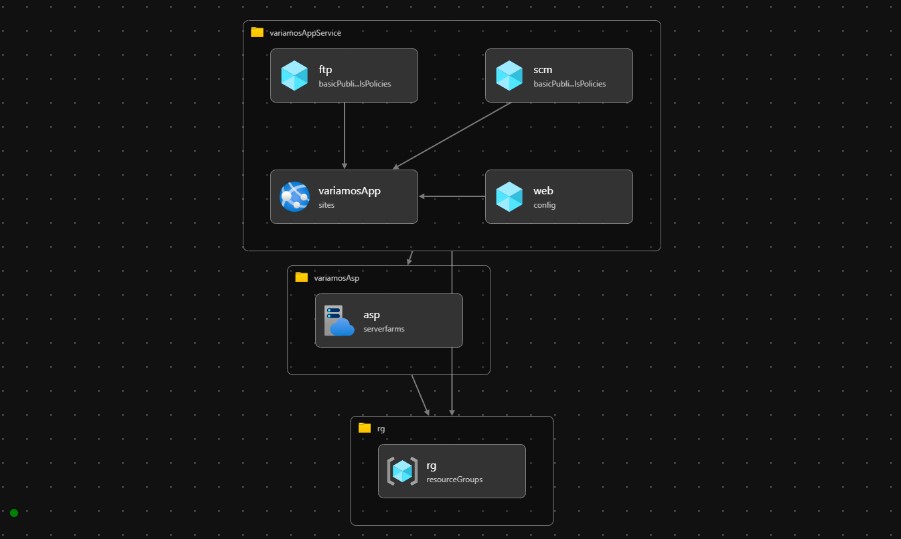 variamosAppService
ftp
basicPubli...lsPolicies
scm
basicPubli...lsPolicies
variamosApp
sites
web
config
variamosAsp
asp
serverfarms
rg
rg
resourceGroups